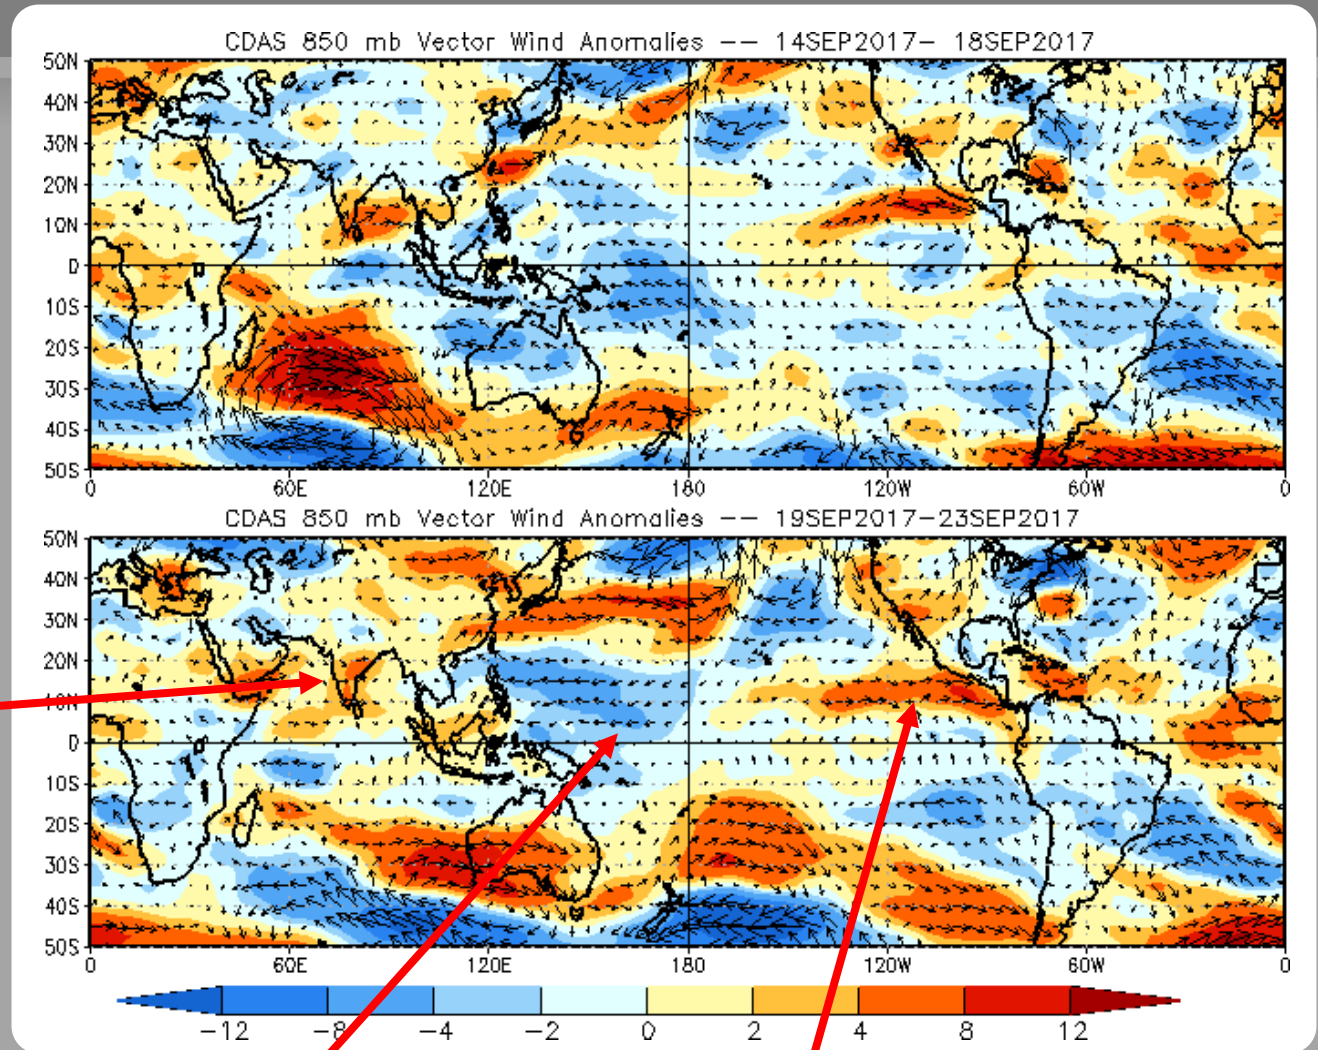 CDAS 850 mb Vector Wind Anomalies -- 14SEP2017- 18SEP2017
50N
40N
30N
20N
10N
0
10S
20S
30S
40S
50S
0 60E 120E 180 120W 60W 0
CDAS 850 mb Vector Wind Anomalies -- 19SEP2017-23SEP2017
50N
40N
30N
20N
10N
0
10S
20S
30S
40S
50S
0 60E 120E 180 120W 60W 0
-12 -8 -4 -2 0 2 4 8 12